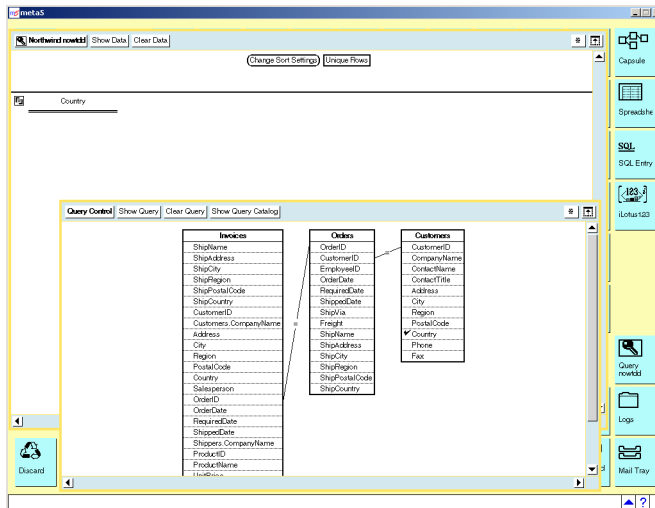 meta5
Northwind nowtdd Show Data Clear Data
Change Sort Settings Unique Rows
Country
Query Control Show Query Clear Query Show Query Catalog
Invoices
ShipName
ShipAddress
ShipCity
ShipRegion
ShipPostalCode
ShipCountry
CustomerID
Customers.CompanyName
Address
City
Region
PostalCode
Country
Salesperson
OrderID
OrderDate
RequiredDate
ShippedDate
Shippers.CompanyName
ProductID
ProductName
UnitPrice
Orders
OrderID
CustomerID
EmployeeID
OrderDate
RequiredDate
ShippedDate
ShipVia
Freight
ShipName
ShipAddress
ShipCity
ShipRegion
ShipPostalCode
ShipCountry
Customers
CustomerID
CompanyName
ContactName
ContactTitle
Address
City
Region
PostalCode
Country
Phone
Fax
Capsule
Spreadshe
SQL
SQL Entry
123
iLotus123
Query
nowtdd
Logs
Mail Tray
Discard
?